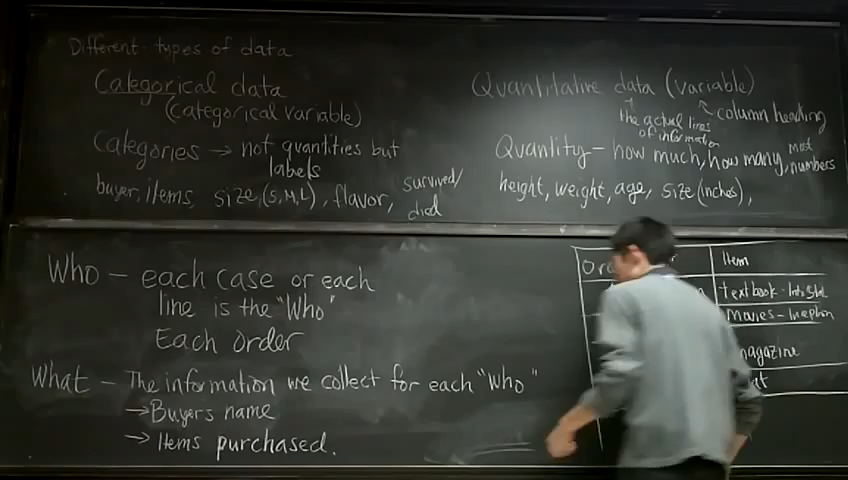 Different types of data
Categorical data
(categorical variable)
Categories → not quantities but
labels
buyer, items, size (S,M,L), flavor, survived/
died
Quantitative data (variable)
the actual lines
of information
column heading
Quantity – how much, how many, most
numbers
height, weight, age, size (inches),
Who – each case or each
line is the "Who"
Each order
What – The information we collect for each "Who"
→ Buyers name
→ Items purchased.
Item
textbook - Intro Stat
Movies - Inception
magazine